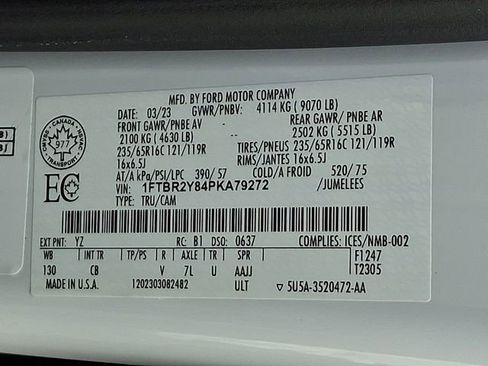 MFD. BY FORD MOTOR COMPANY
DATE: 03/23 GVWR/PNBV: 4114 KG ( 9070 LB)
FRONT GAWR/PNBE AV REAR GAWR/PNBE AR
2100 KG ( 4630 LB) 2502 KG ( 5515 LB)
235/65R16C 121/119R TIRES/PNEUS 235/65R16C 121/119R
16x6.5J RIMS/JANTES 16x6.5J
AT/A kPa/PSI/LPC 390/ 57 COLD/A FROID 520/ 75
VIN: 1FTBR2Y84PKA79272 /JUMELEES
TYPE: TRU/CAM
CANADA
977
EC
EXT PNT: YZ RC: B1 DSO: 0637 COMPLIES: ICES/NMB-002
WB INT TR TP/PS R AXLE TR SPR F1247
130 CB V 7L U AAJJ T2305
MADE IN U.S.A. 1202303082482 ULT ▽ 5U5A-3520472-AA